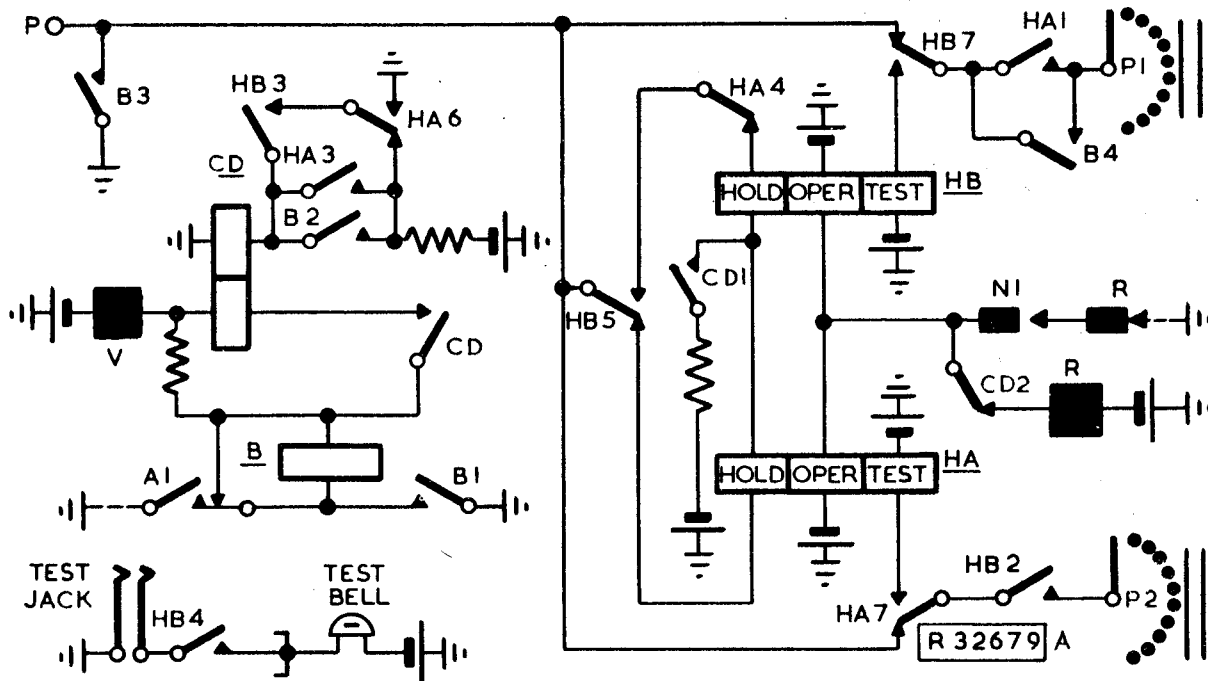 P
B3
HB3
HA6
CD
HA3
B2
V
CD
B
A1
B1
TEST JACK
HB4
TEST BELL
HB5
HA4
CD1
HOLD OPER TEST
HB
HB7
HA1
P1
B4
N1
R
CD2
R
HOLD OPER TEST
HA
HA7
HB2
P2
R 32679 A